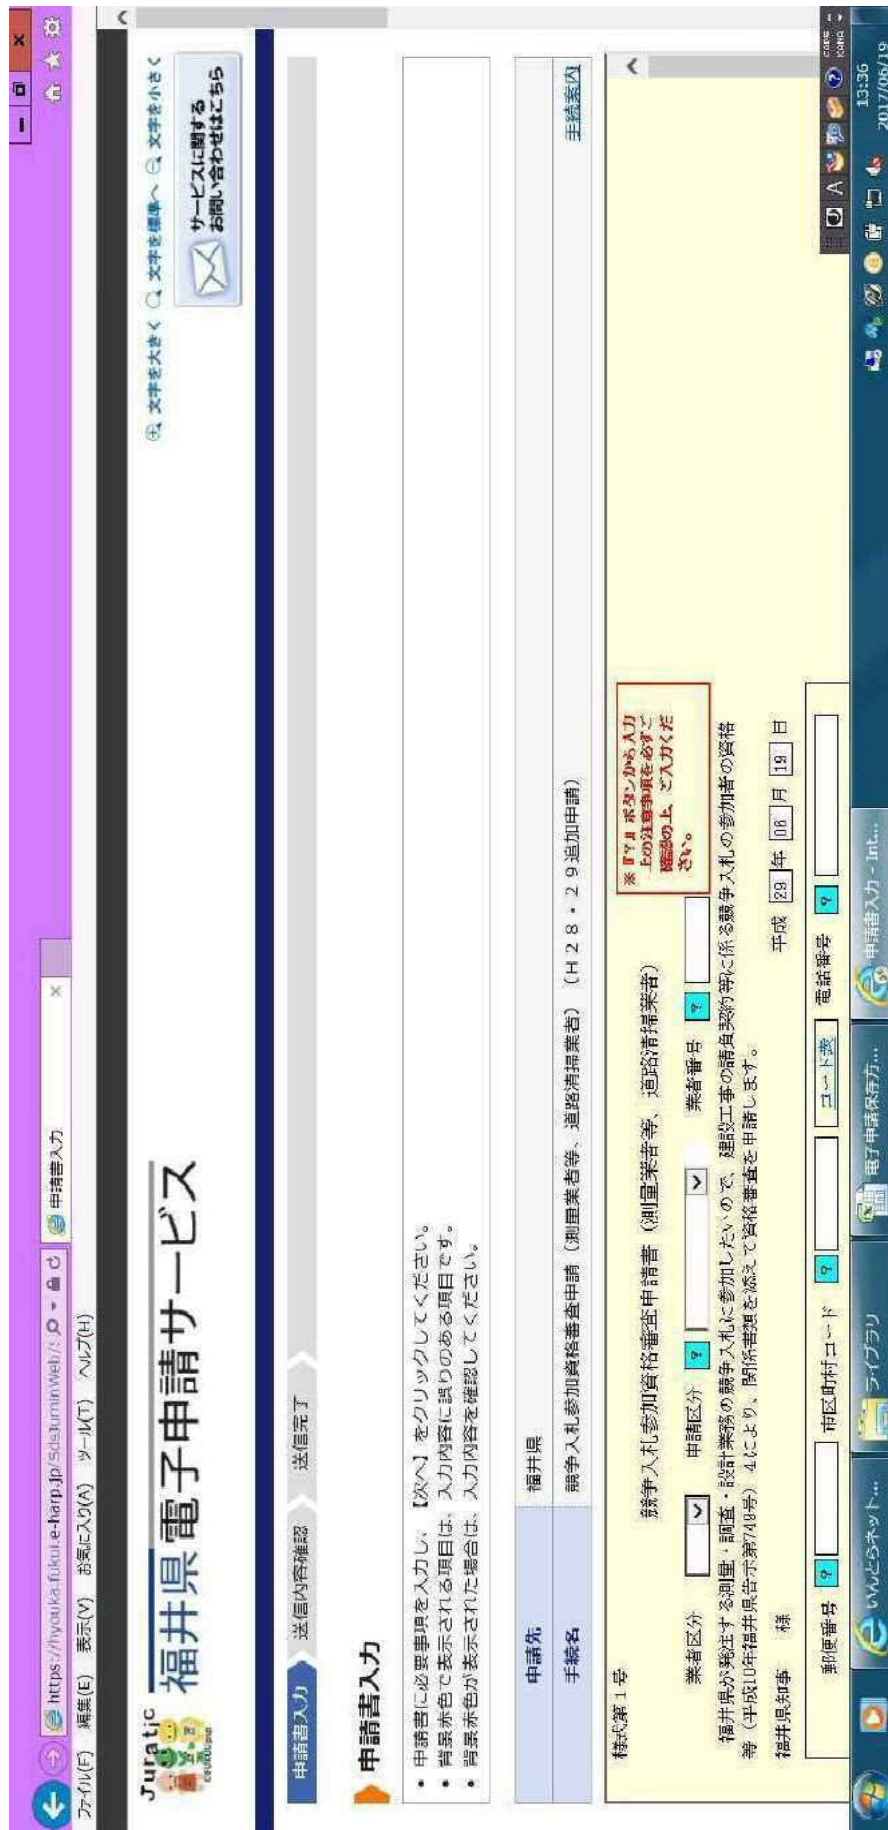 https://hyouka.fukui.e-harp.jp/SdsJuminWeb/
申請書入力
ファイル(F) 編集(E) 表示(V) お気に入り(A) ツール(T) ヘルプ(H)
文字を大きく 文字を標準へ 文字を小さく
Juratic
福井県電子申請サービス
サービスに関する
お問い合わせはこちら
申請書入力 送信内容確認 送信完了
申請書入力
・ 申請書に必要事項を入力し、【次へ】をクリックしてください。
・ 背景赤色で表示される項目は、入力内容に誤りのある項目です。
・ 背景赤色が表示された場合は、入力内容を確認してください。
申請先 福井県
手続名 競争入札参加資格審査申請（測量業者等、道路清掃業者）（H28・29追加申請） 手続案内
様式第1号
競争入札参加資格審査申請書（測量業者等、道路清掃業者）
※『？』ボタンから入力
上の注意事項を必ずご
確認の上、ご入力くだ
さい。
業者区分 申請区分 ? 業者番号 ?
福井県が発注する測量・調査・設計業務の競争入札に参加したいので、建設工事の請負契約等に係る競争入札の参加者の資格
等（平成10年福井県告示第749号）4により、関係書類を添えて資格審査を申請します。
平成 29 年 06 月 19 日
福井県知事 様
郵便番号 ? 市区町村コード ? コード表 電話番号 ?
CAPS
KANA
いんとらネット... ライブラリ 電子申請保存方... 申請書入力 - Int...
13:36
2017/06/19